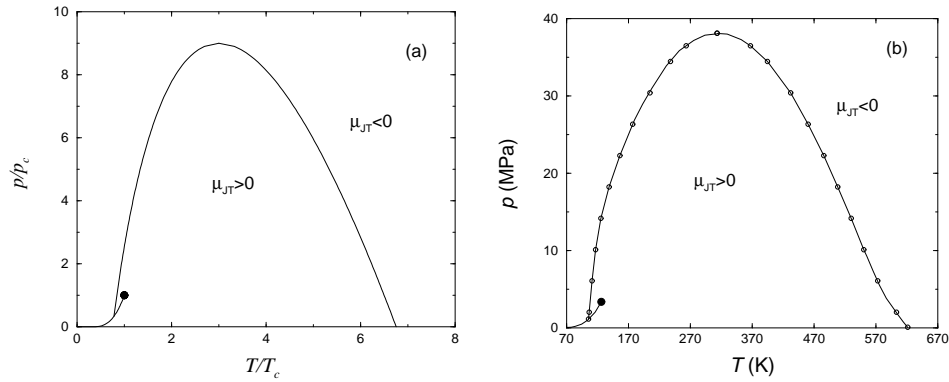 10
8
6
4
2
0
p/p_c
0 2 4 6 8
T/T_c
(a)
μ_JT<0
μ_JT>0
40
30
20
10
0
p (MPa)
70 170 270 370 470 570 670
T (K)
(b)
μ_JT<0
μ_JT>0